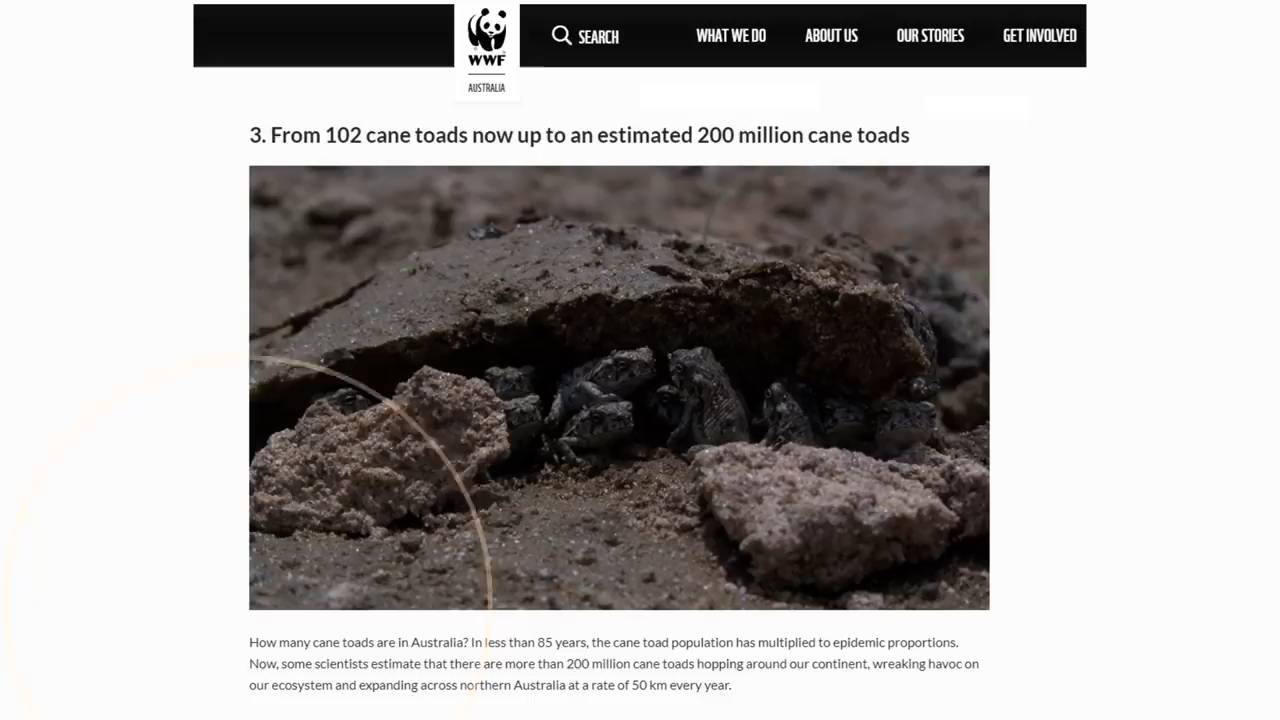 WWF
AUSTRALIA
SEARCH
WHAT WE DO
ABOUT US
OUR STORIES
GET INVOLVED
3. From 102 cane toads now up to an estimated 200 million cane toads
How many cane toads are in Australia? In less than 85 years, the cane toad population has multiplied to epidemic proportions.
Now, some scientists estimate that there are more than 200 million cane toads hopping around our continent, wreaking havoc on
our ecosystem and expanding across northern Australia at a rate of 50 km every year.